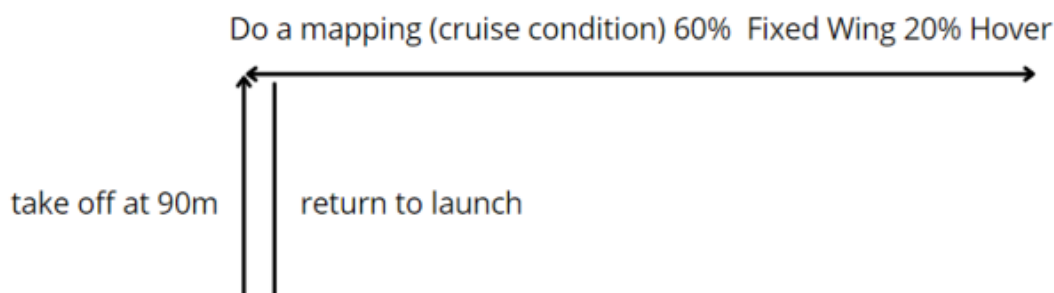 Do a mapping (cruise condition) 60% Fixed Wing 20% Hover
take off at 90m
return to launch